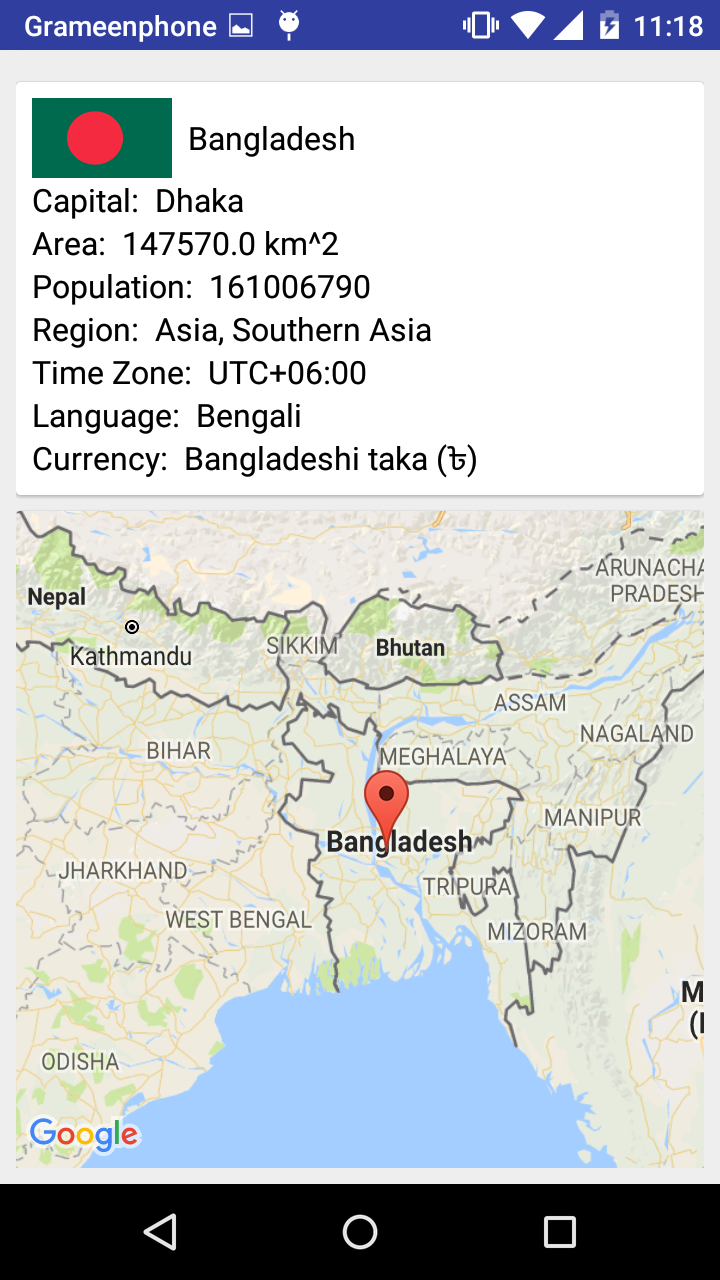 Grameenphone 11:18
Bangladesh
Capital: Dhaka
Area: 147570.0 km^2
Population: 161006790
Region: Asia, Southern Asia
Time Zone: UTC+06:00
Language: Bengali
Currency: Bangladeshi taka (৳)
ARUNACHA
PRADESH
Nepal
Kathmandu
SIKKIM
Bhutan
ASSAM
NAGALAND
BIHAR
MEGHALAYA
MANIPUR
Bangladesh
JHARKHAND
TRIPURA
WEST BENGAL
MIZORAM
M
(
ODISHA
Google